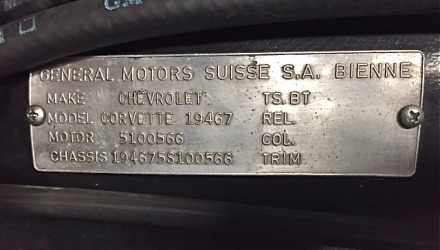 GENERAL MOTORS SUISSE S.A. BIENNE
MAKE CHEVROLET TS.BT
MODEL CORVETTE 19467 REL.
MOTOR 5100566 COL.
CHASSIS 194675S100566 TRIM